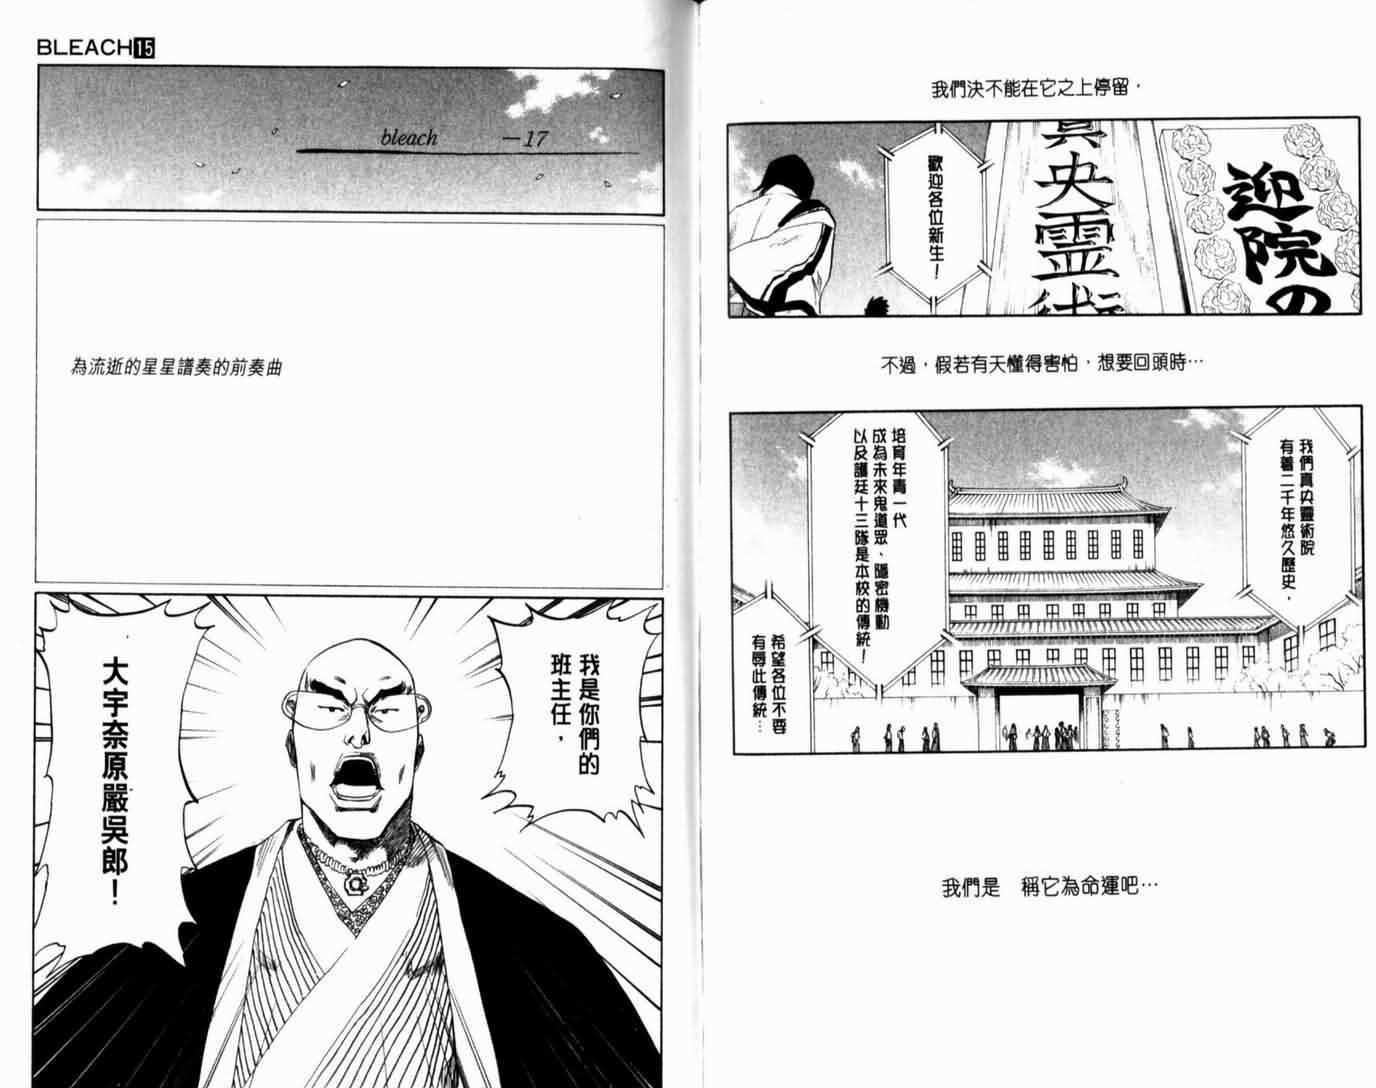 我們決不能在它之上停留，
迎院の
真央霊術
歡迎各位新生！
不過，假若有天懂得害怕，想要回頭時…
我們真央靈術院
有着二千年悠久歷史，
培育年青一代
成為未來鬼道眾、隱密機動
以及護廷十三隊是本校的傳統！
希望各位不要
有辱此傳統…
我們是 稱它為命運吧…
BLEACH 15
bleach －17
為流逝的星星譜奏的前奏曲
我是你們的
班主任，
大宇奈原嚴吳郎！